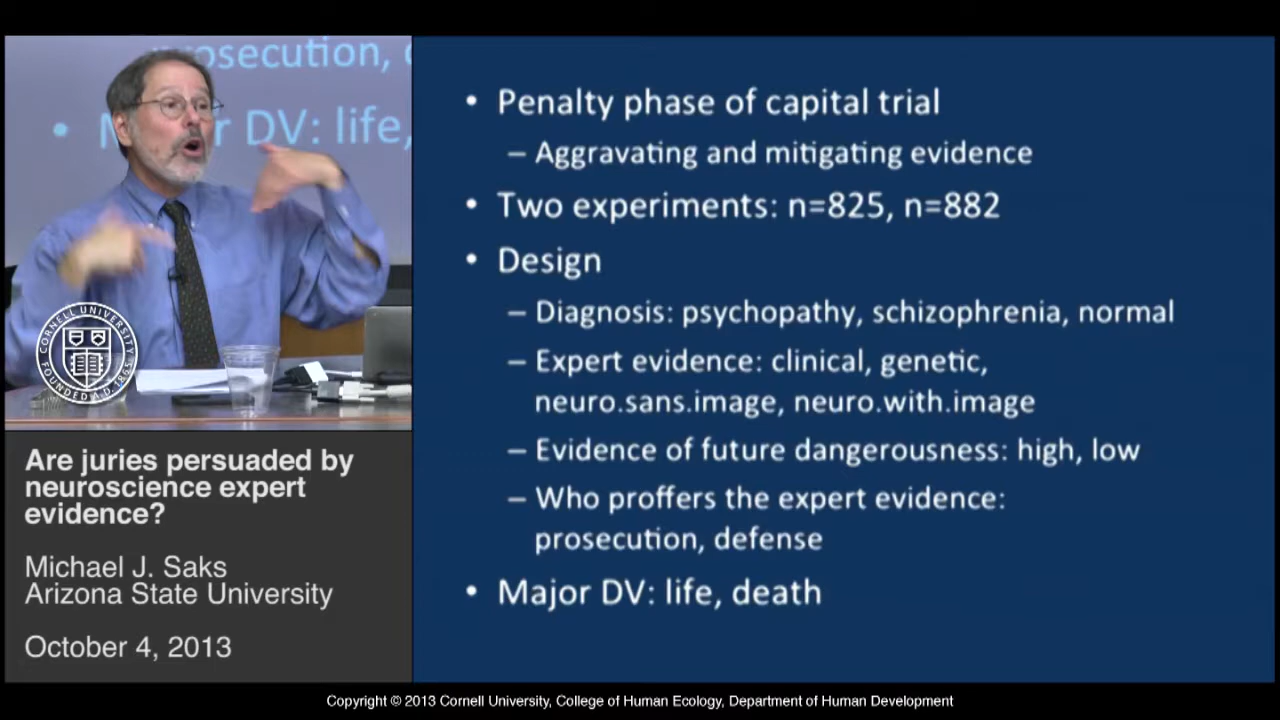 prosecution,
Major DV: life,
• Penalty phase of capital trial
– Aggravating and mitigating evidence
• Two experiments: n=825, n=882
• Design
– Diagnosis: psychopathy, schizophrenia, normal
– Expert evidence: clinical, genetic,
neuro.sans.image, neuro.with.image
– Evidence of future dangerousness: high, low
– Who proffers the expert evidence:
prosecution, defense
• Major DV: life, death
CORNELL UNIVERSITY
FOUNDED A.D. 1865
Are juries persuaded by
neuroscience expert
evidence?
Michael J. Saks
Arizona State University
October 4, 2013
Copyright © 2013 Cornell University, College of Human Ecology, Department of Human Development